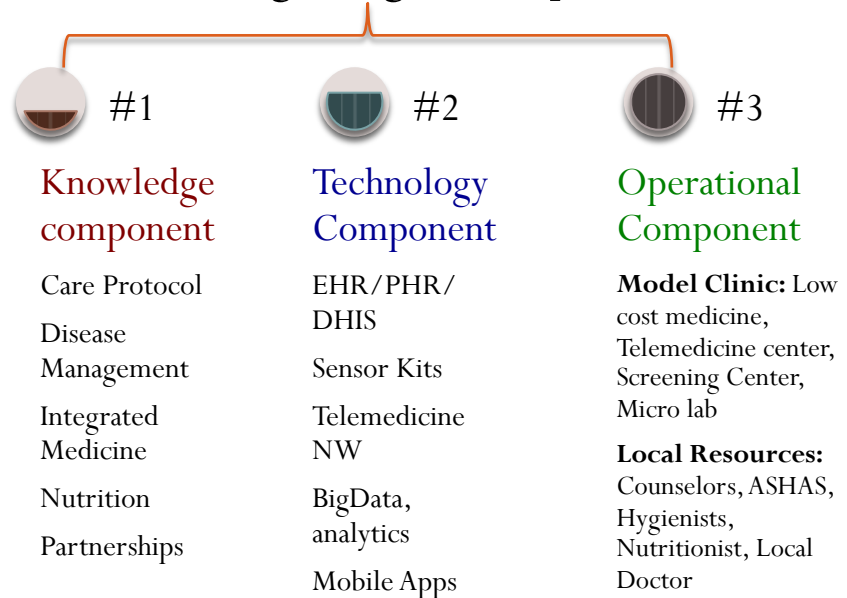 #1
Knowledge
component
Care Protocol
Disease
Management
Integrated
Medicine
Nutrition
Partnerships
#2
Technology
Component
EHR/PHR/
DHIS
Sensor Kits
Telemedicine
NW
BigData,
analytics
Mobile Apps
#3
Operational
Component
Model Clinic: Low
cost medicine,
Telemedicine center,
Screening Center,
Micro lab
Local Resources:
Counselors, ASHAS,
Hygienists,
Nutritionist, Local
Doctor